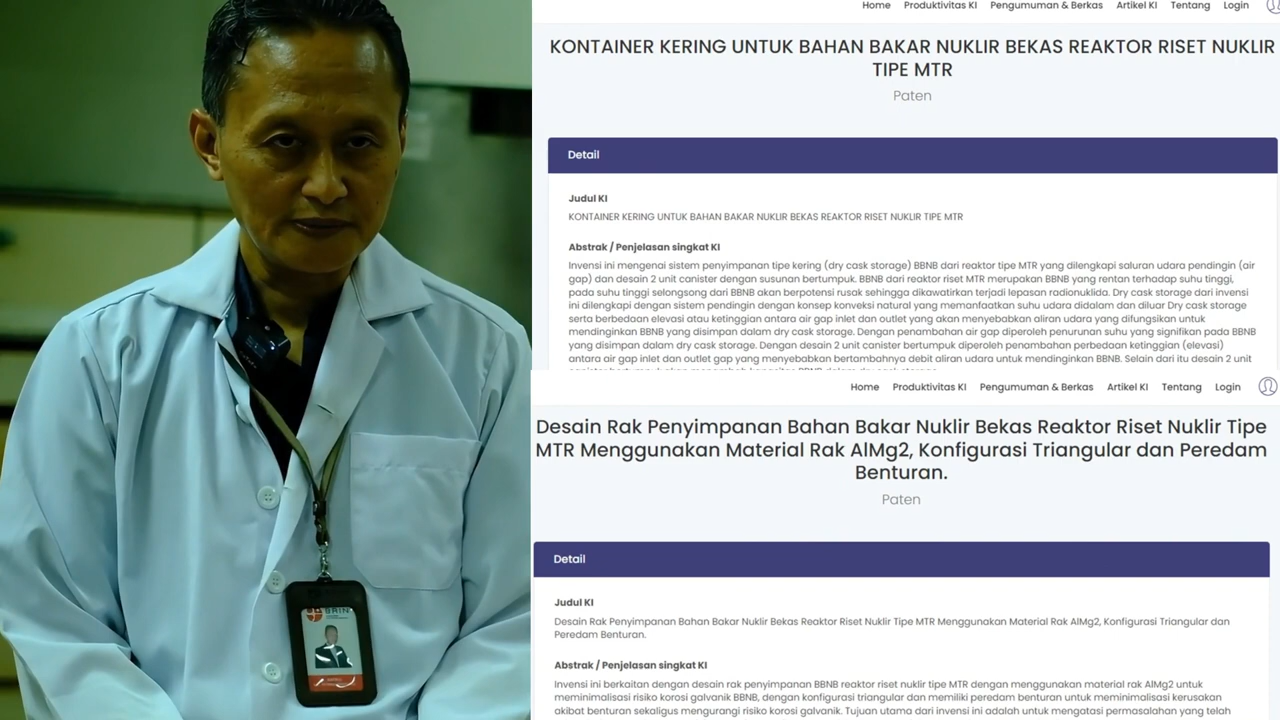 BRIN
Home Produktivitas KI Pengumuman & Berkas Artikel KI Tentang Login
KONTAINER KERING UNTUK BAHAN BAKAR NUKLIR BEKAS REAKTOR RISET NUKLIR
TIPE MTR
Paten
Detail
Judul KI
KONTAINER KERING UNTUK BAHAN BAKAR NUKLIR BEKAS REAKTOR RISET NUKLIR TIPE MTR
Abstrak / Penjelasan singkat KI
Invensi ini mengenai sistem penyimpanan tipe kering (dry cask storage) BBNB dari reaktor tipe MTR yang dilengkapi saluran udara pendingin (air
gap) dan desain 2 unit canister dengan susunan bertumpuk. BBNB dari reaktor riset MTR merupakan BBNB yang rentan terhadap suhu tinggi,
pada suhu tinggi selongsong dari BBNB akan berpotensi rusak sehingga dikawatirkan terjadi lepasan radionuklida. Dry cask storage dari invensi
ini dilengkapi dengan sistem pendingin dengan konsep konveksi natural yang memanfaatkan suhu udara didalam dan diluar Dry cask storage
serta berbedaan elevasi atau ketinggian antara air gap inlet dan outlet yang akan menyebabkan aliran udara yang difungsikan untuk
mendinginkan BBNB yang disimpan dalam dry cask storage. Dengan penambahan air gap diperoleh penurunan suhu yang signifikan pada BBNB
yang disimpan dalam dry cask storage. Dengan desain 2 unit canister bertumpuk diperoleh penambahan perbedaan ketinggian (elevasi)
antara air gap inlet dan outlet gap yang menyebabkan bertambahnya debit aliran udara untuk mendinginkan BBNB. Selain dari itu desain 2 unit
Home Produktivitas KI Pengumuman & Berkas Artikel KI Tentang Login
Desain Rak Penyimpanan Bahan Bakar Nuklir Bekas Reaktor Riset Nuklir Tipe
MTR Menggunakan Material Rak AlMg2, Konfigurasi Triangular dan Peredam
Benturan.
Paten
Detail
Judul KI
Desain Rak Penyimpanan Bahan Bakar Nuklir Bekas Reaktor Riset Nuklir Tipe MTR Menggunakan Material Rak AlMg2, Konfigurasi Triangular dan
Peredam Benturan.
Abstrak / Penjelasan singkat KI
Invensi ini berkaitan dengan desain rak penyimpanan BBNB reaktor riset nuklir tipe MTR dengan menggunakan material rak AlMg2 untuk
meminimalisasi risiko korosi galvanik BBNB, dengan konfigurasi triangular dan memiliki peredam benturan untuk meminimalisasi kerusakan
akibat benturan sekaligus mengurangi risiko korosi galvanik. Tujuan utama dari invensi ini adalah untuk mengatasi permasalahan yang telah